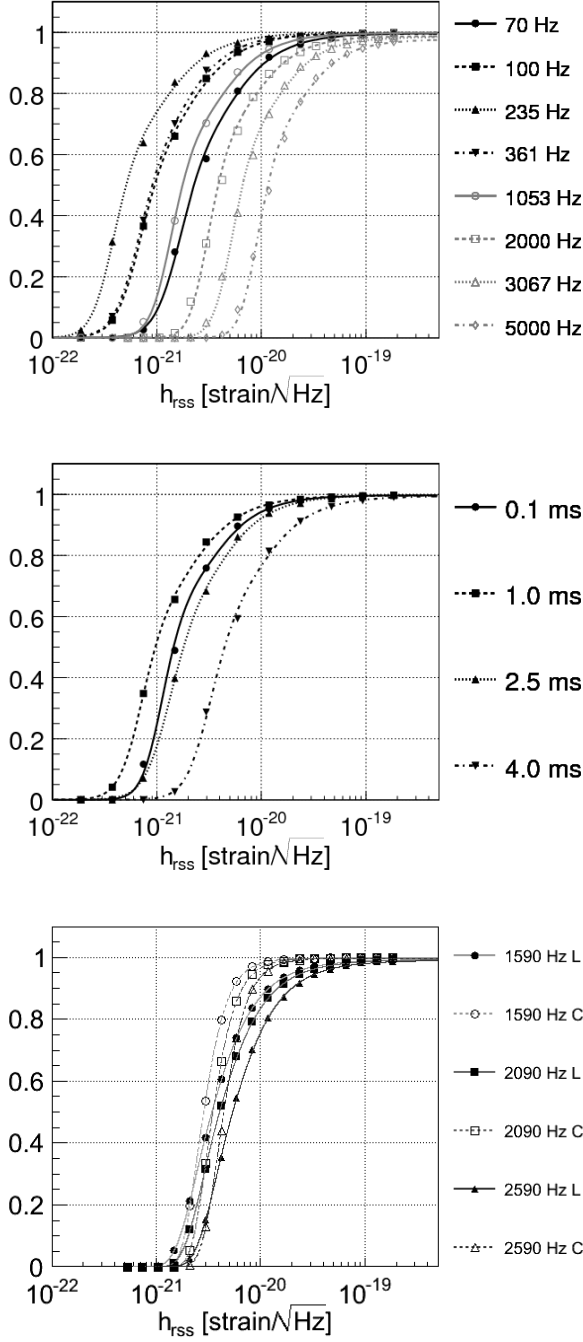 1
0.8
0.6
0.4
0.2
0
10⁻²² 10⁻²¹ 10⁻²⁰ 10⁻¹⁹
h_rss [strain/√Hz]
70 Hz
100 Hz
235 Hz
361 Hz
1053 Hz
2000 Hz
3067 Hz
5000 Hz
1
0.8
0.6
0.4
0.2
0
10⁻²² 10⁻²¹ 10⁻²⁰ 10⁻¹⁹
h_rss [strain/√Hz]
0.1 ms
1.0 ms
2.5 ms
4.0 ms
1
0.8
0.6
0.4
0.2
0
10⁻²² 10⁻²¹ 10⁻²⁰ 10⁻¹⁹
h_rss [strain/√Hz]
1590 Hz L
1590 Hz C
2090 Hz L
2090 Hz C
2590 Hz L
2590 Hz C